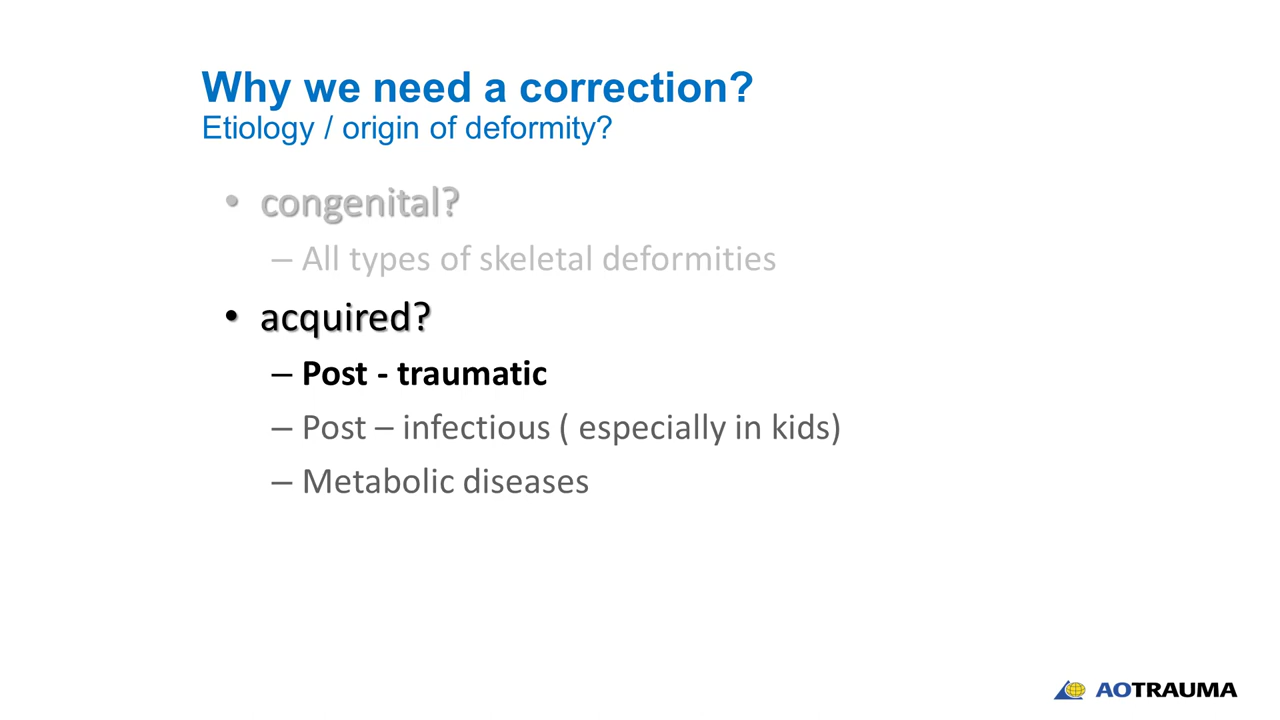 Why we need a correction?
Etiology / origin of deformity?
• congenital?
– All types of skeletal deformities
• acquired?
– Post - traumatic
– Post – infectious ( especially in kids)
– Metabolic diseases
AOTRAUMA